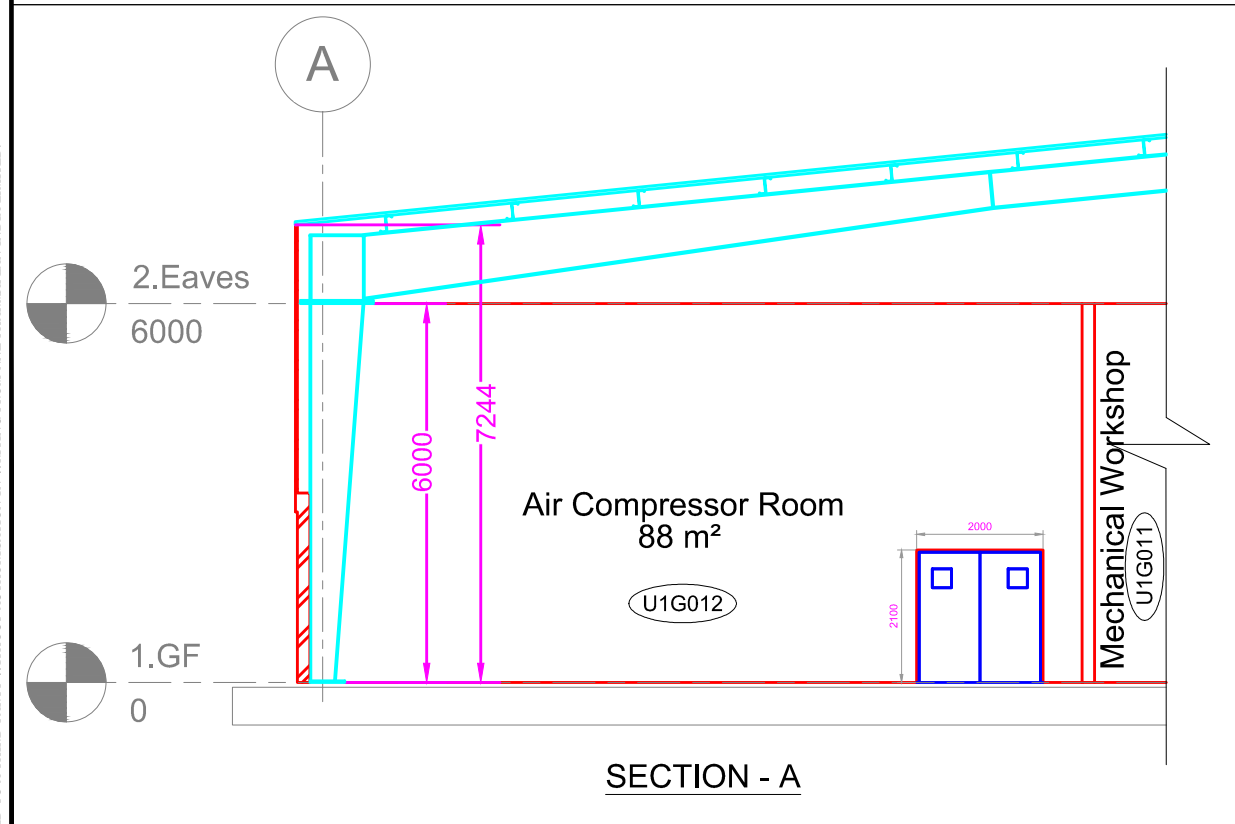 A
2.Eaves
6000
7244
6000
Air Compressor Room
88 m²
U1G012
2000
2100
Mechanical Workshop
U1G011
1.GF
0
SECTION - A